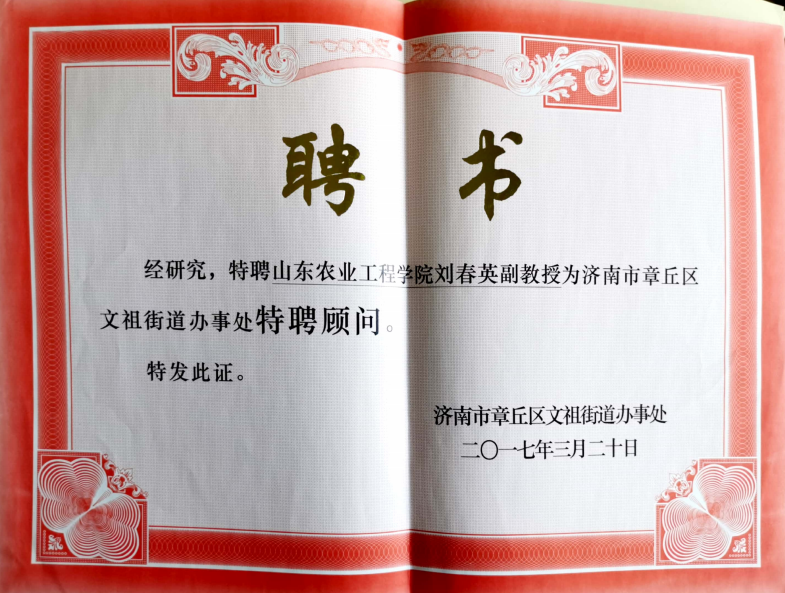 聘书
经研究，特聘山东农业工程学院刘春英副教授为济南市章丘区
文祖街道办事处特聘顾问。
特发此证。
济南市章丘区文祖街道办事处
二〇一七年三月二十日